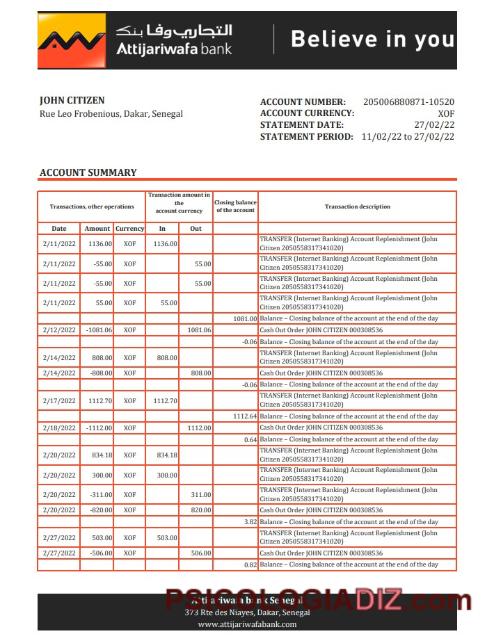 التجاري وفا بنك
Attijariwafa bank
Believe in you
JOHN CITIZEN
Rue Leo Frobenious, Dakar, Senegal
ACCOUNT NUMBER: 205006880871-10520
ACCOUNT CURRENCY: XOF
STATEMENT DATE: 27/02/22
STATEMENT PERIOD: 11/02/22 to 27/02/22
ACCOUNT SUMMARY
Transactions, other operations
Transaction amount in
the
account currency
Closing balance
of the account
Transaction description
Date Amount Currency In Out
2/11/2022 1136.00 XOF 1136.00 TRANSFER (Internet Banking) Account Replenishment (John
Citizen 2050558317341020)
2/11/2022 -55.00 XOF 55.00 TRANSFER (Internet Banking) Account Replenishment (John
Citizen 2050558317341020)
2/11/2022 -55.00 XOF 55.00 TRANSFER (Internet Banking) Account Replenishment (John
Citizen 2050558317341020)
2/11/2022 55.00 XOF 55.00 TRANSFER (Internet Banking) Account Replenishment (John
Citizen 2050558317341020)
1081.00 Balance – Closing balance of the account at the end of the day
2/12/2022 -1081.06 XOF 1081.06 Cash Out Order JOHN CITIZEN 000308536
-0.06 Balance – Closing balance of the account at the end of the day
2/14/2022 808.00 XOF 808.00 TRANSFER (Internet Banking) Account Replenishment (John
Citizen 2050558317341020)
2/14/2022 -808.00 XOF 808.00 Cash Out Order JOHN CITIZEN 000308536
-0.06 Balance – Closing balance of the account at the end of the day
2/17/2022 1112.70 XOF 1112.70 TRANSFER (Internet Banking) Account Replenishment (John
Citizen 2050558317341020)
1112.64 Balance – Closing balance of the account at the end of the day
2/18/2022 -1112.00 XOF 1112.00 Cash Out Order JOHN CITIZEN 000308536
0.64 Balance – Closing balance of the account at the end of the day
2/20/2022 834.18 XOF 834.18 TRANSFER (Internet Banking) Account Replenishment (John
Citizen 2050558317341020)
2/20/2022 300.00 XOF 300.00 TRANSFER (Internet Banking) Account Replenishment (John
Citizen 2050558317341020)
2/20/2022 -311.00 XOF 311.00 TRANSFER (Internet Banking) Account Replenishment (John
Citizen 2050558317341020)
2/20/2022 -820.00 XOF 820.00 Cash Out Order JOHN CITIZEN 000308536
3.82 Balance – Closing balance of the account at the end of the day
2/27/2022 503.00 XOF 503.00 TRANSFER (Internet Banking) Account Replenishment (John
Citizen 2050558317341020)
2/27/2022 -506.00 XOF 506.00 Cash Out Order JOHN CITIZEN 000308536
0.82 Balance – Closing balance of the account at the end of the day
Attijariwafa bank Senegal
PSICOLOGIADIZ.com
373 Rte des Niayes, Dakar, Senegal
www.attijariwafabank.com